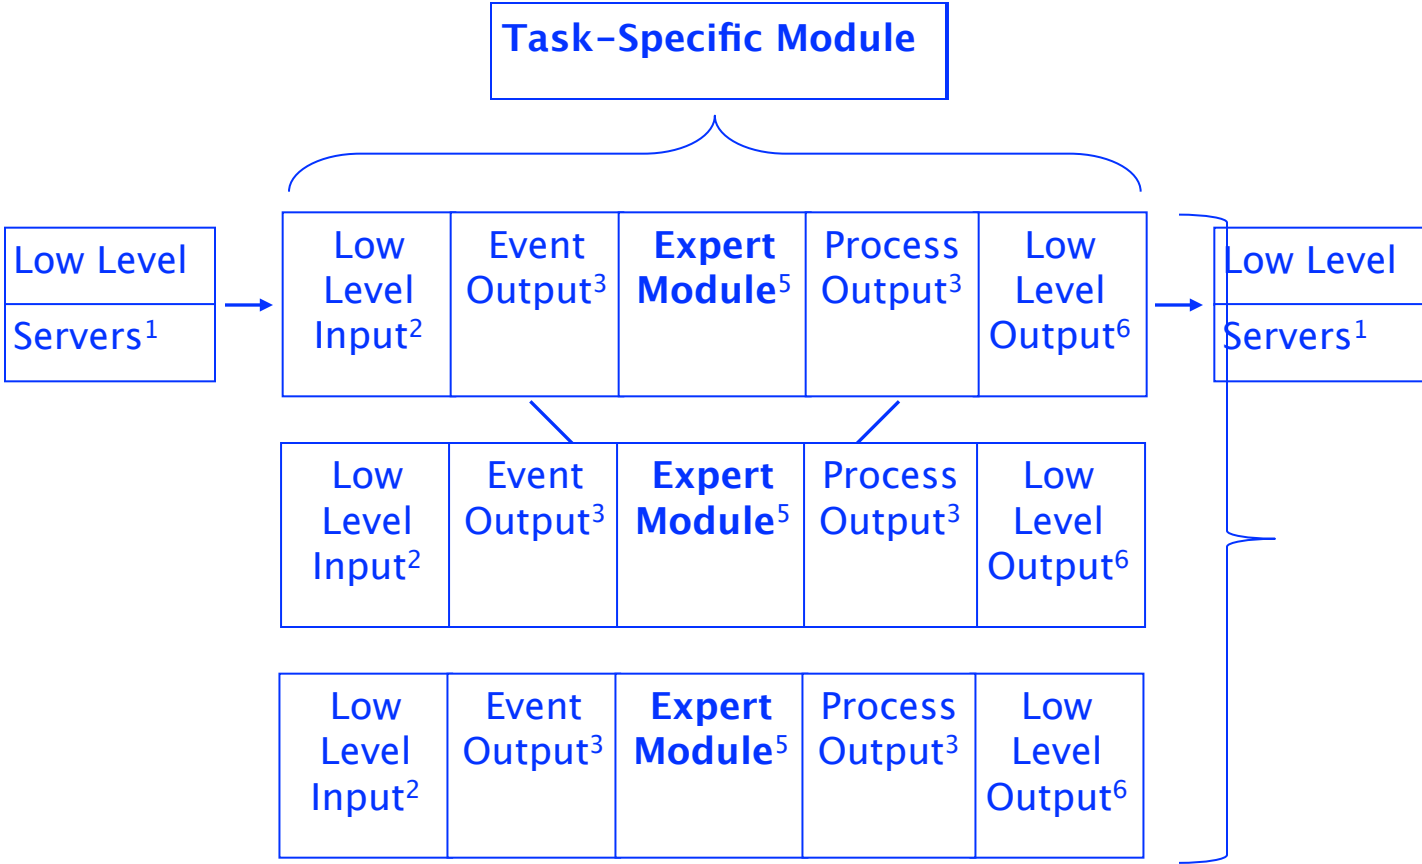 Task-Specific Module
Low Level
Servers¹
Low
Level
Input²
Event
Output³
Expert
Module⁵
Process
Output³
Low
Level
Output⁶
Low Level
Servers¹
Low
Level
Input²
Event
Output³
Expert
Module⁵
Process
Output³
Low
Level
Output⁶
Low
Level
Input²
Event
Output³
Expert
Module⁵
Process
Output³
Low
Level
Output⁶